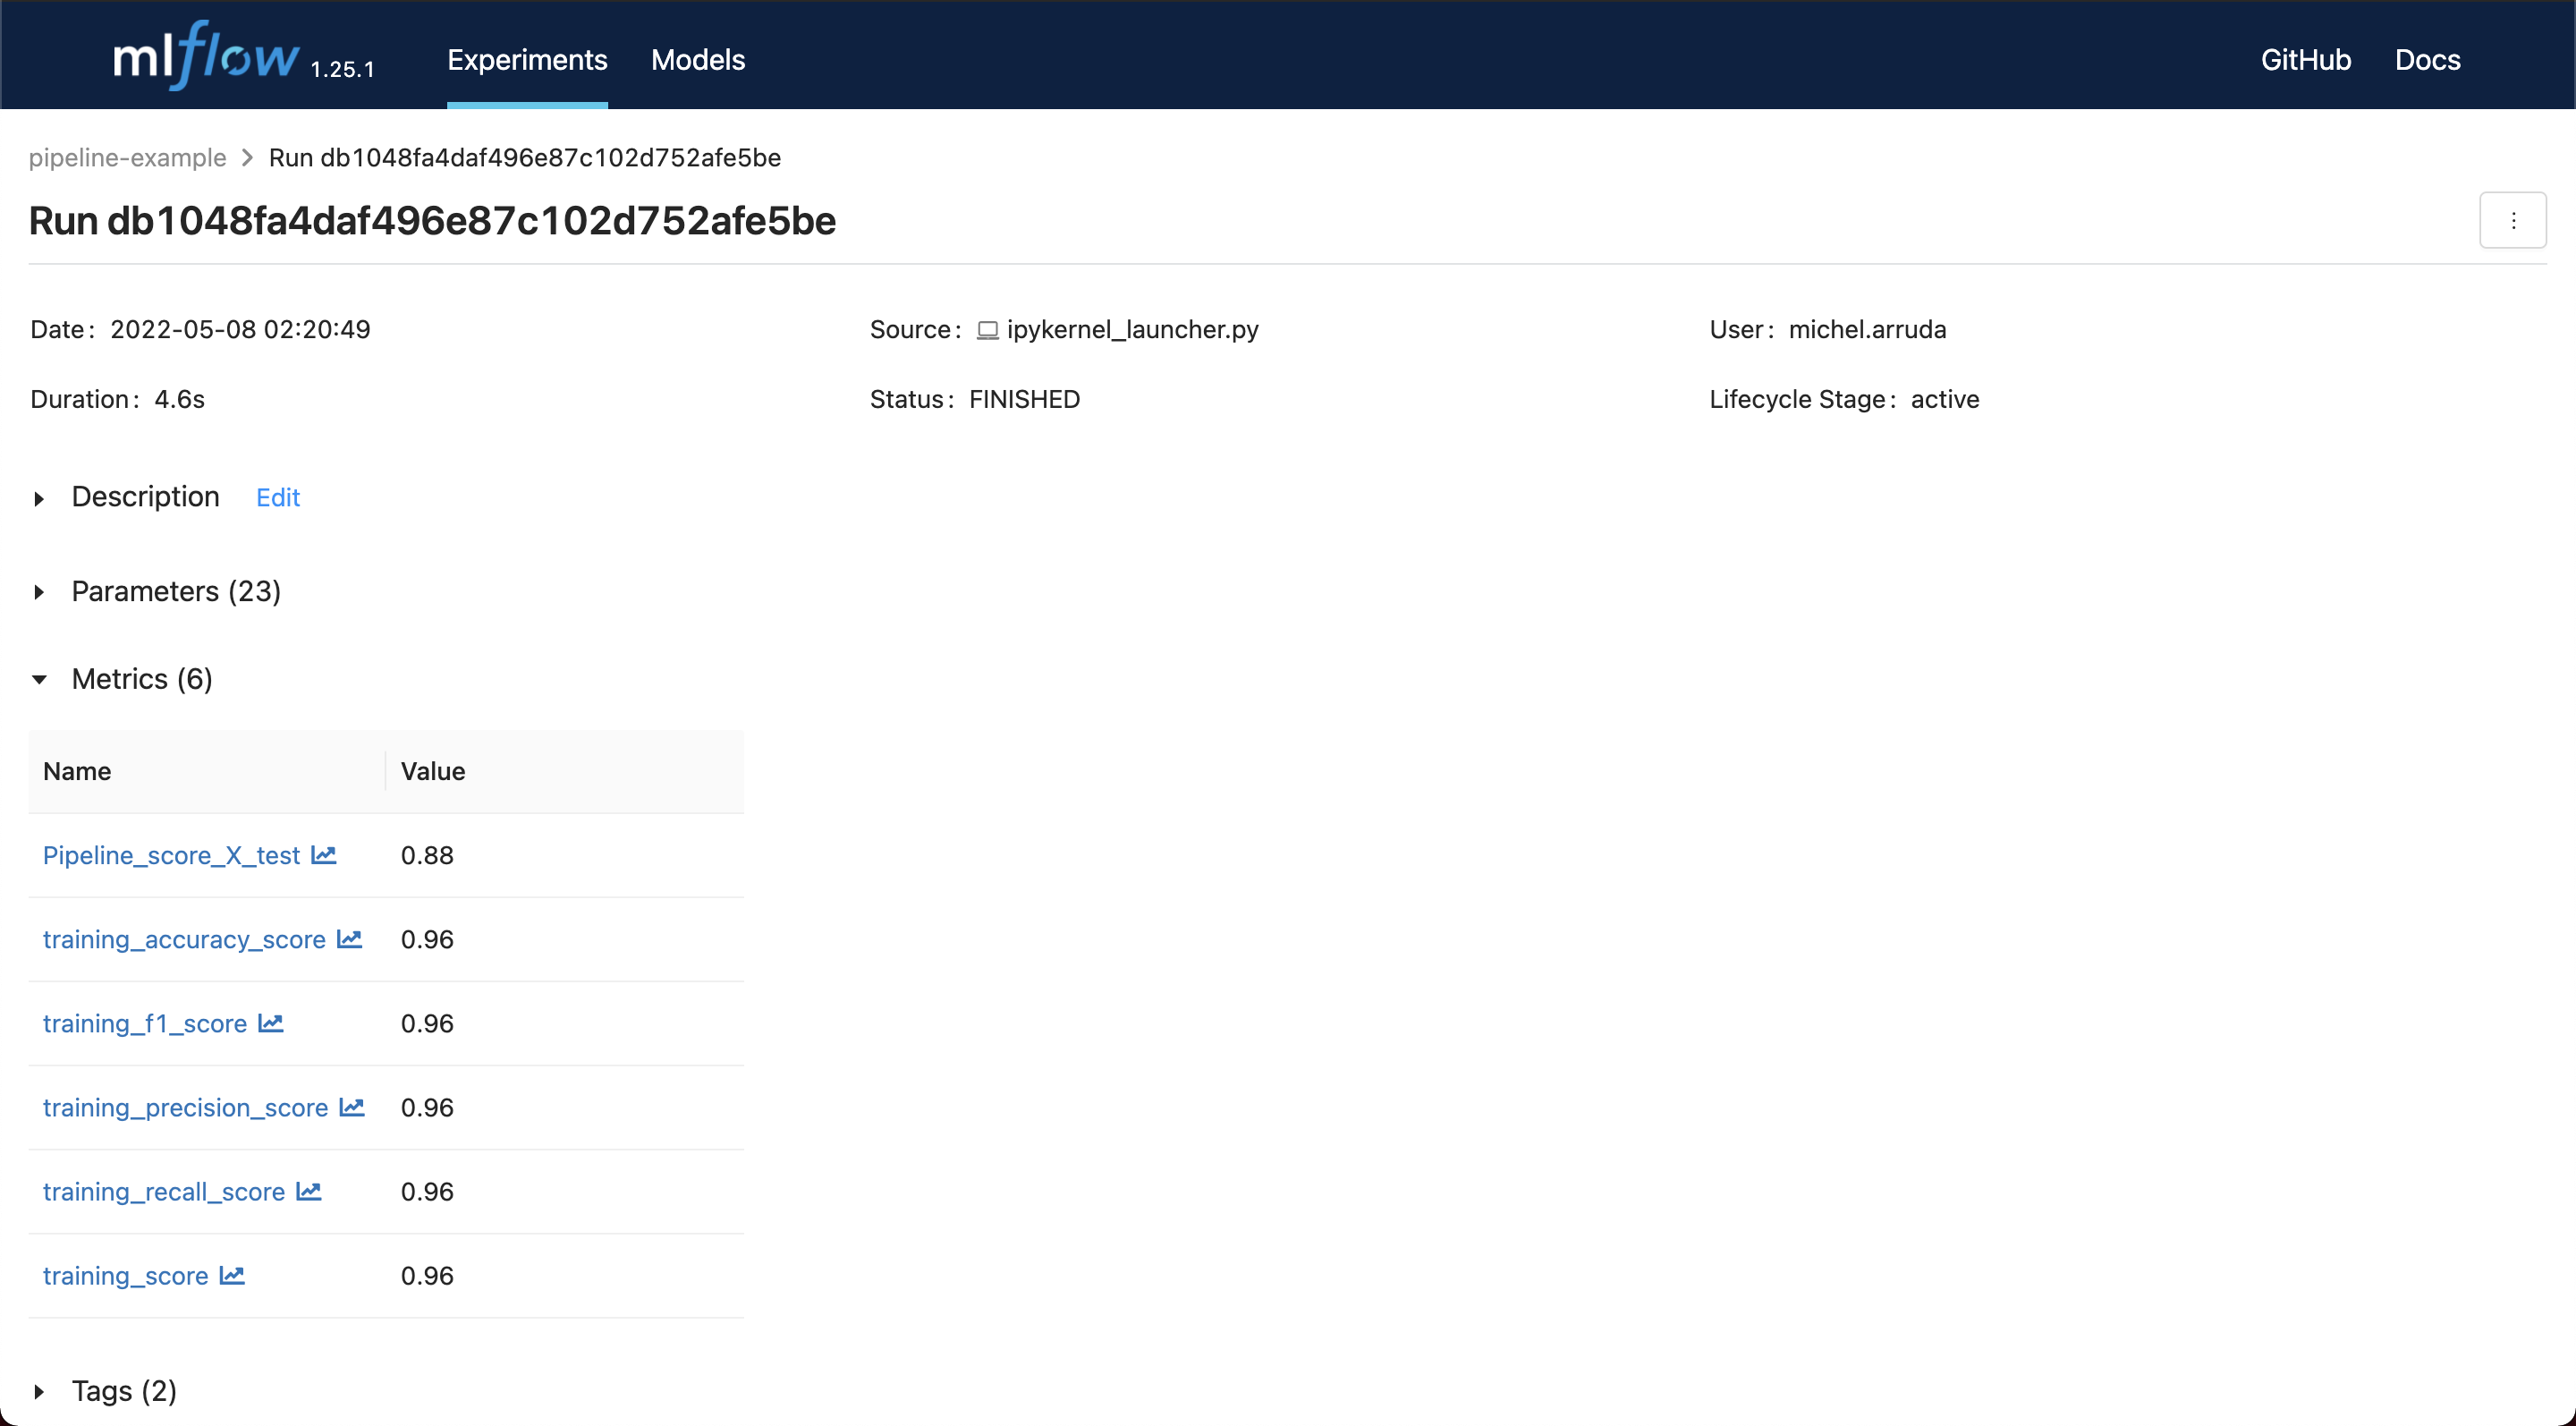 mlflow 1.25.1 Experiments Models GitHub Docs
pipeline-example > Run db1048fa4daf496e87c102d752afe5be
Run db1048fa4daf496e87c102d752afe5be
Date: 2022-05-08 02:20:49 Source: ipykernel_launcher.py User: michel.arruda
Duration: 4.6s Status: FINISHED Lifecycle Stage: active
Description Edit
Parameters (23)
Metrics (6)
Name Value
Pipeline_score_X_test 0.88
training_accuracy_score 0.96
training_f1_score 0.96
training_precision_score 0.96
training_recall_score 0.96
training_score 0.96
Tags (2)